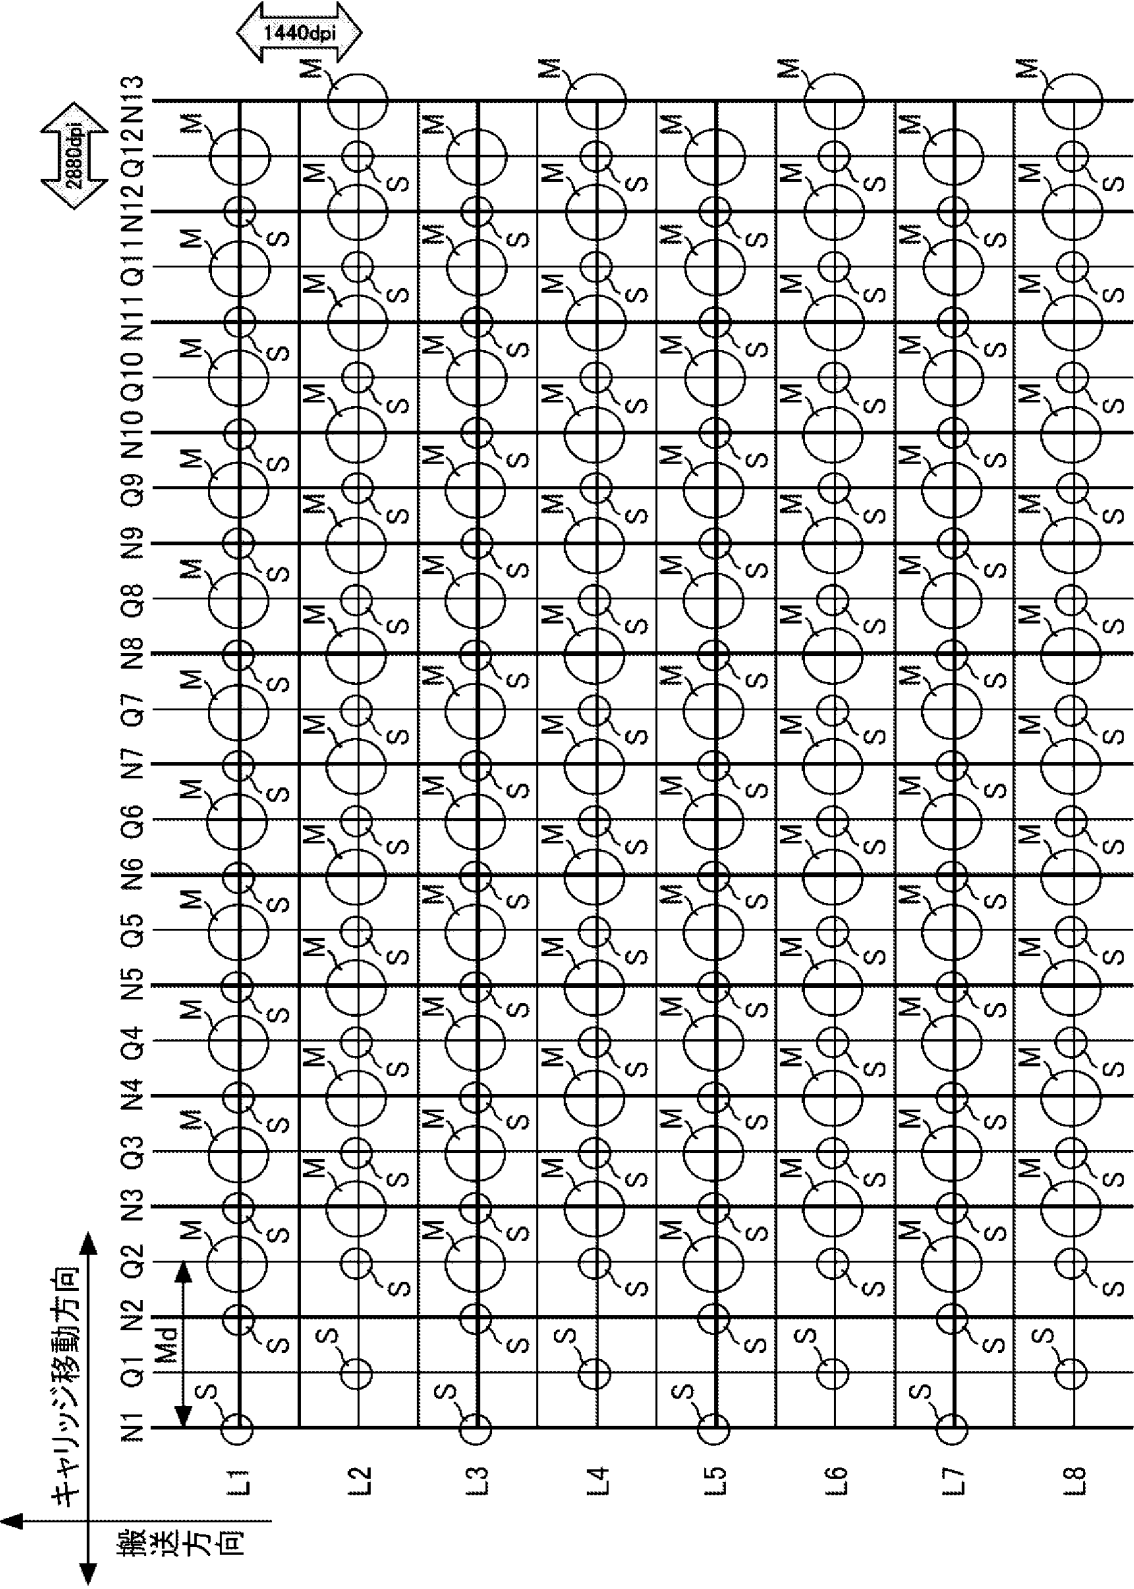 キャリッジ移動方向
搬送方向
2880dpi
1440dpi
Md
N1 Q1 N2 Q2 N3 Q3 N4 Q4 N5 Q5 N6 Q6 N7 Q7 N8 Q8 N9 Q9 N10 Q10 N11 Q11 N12 Q12 N13
S M M M M M M M M M M M
L1
S S S S S S S S S S S
S M M M M M M M M M M M
L2
S S S S S S S S S S S
S M M M M M M M M M M M
L3
S S S S S S S S S S S
S M M M M M M M M M M M
L4
S S S S S S S S S S S
S M M M M M M M M M M M
L5
S S S S S S S S S S S
S M M M M M M M M M M M
L6
S S S S S S S S S S S
S M M M M M M M M M M M
L7
S S S S S S S S S S S
S M M M M M M M M M M M
L8
S S S S S S S S S S S